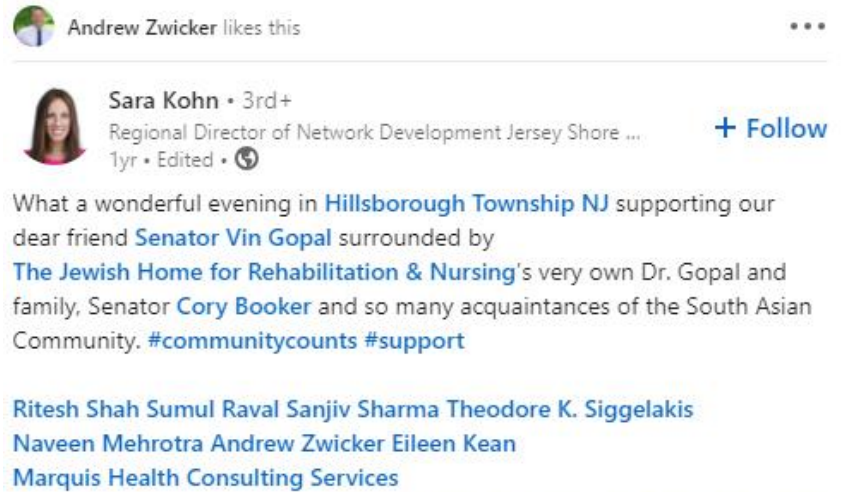 Andrew Zwicker likes this
Sara Kohn • 3rd+
Regional Director of Network Development Jersey Shore ...
+ Follow
1yr • Edited •
What a wonderful evening in Hillsborough Township NJ supporting our
dear friend Senator Vin Gopal surrounded by
The Jewish Home for Rehabilitation & Nursing's very own Dr. Gopal and
family, Senator Cory Booker and so many acquaintances of the South Asian
Community. #communitycounts #support
Ritesh Shah Sumul Raval Sanjiv Sharma Theodore K. Siggelakis
Naveen Mehrotra Andrew Zwicker Eileen Kean
Marquis Health Consulting Services